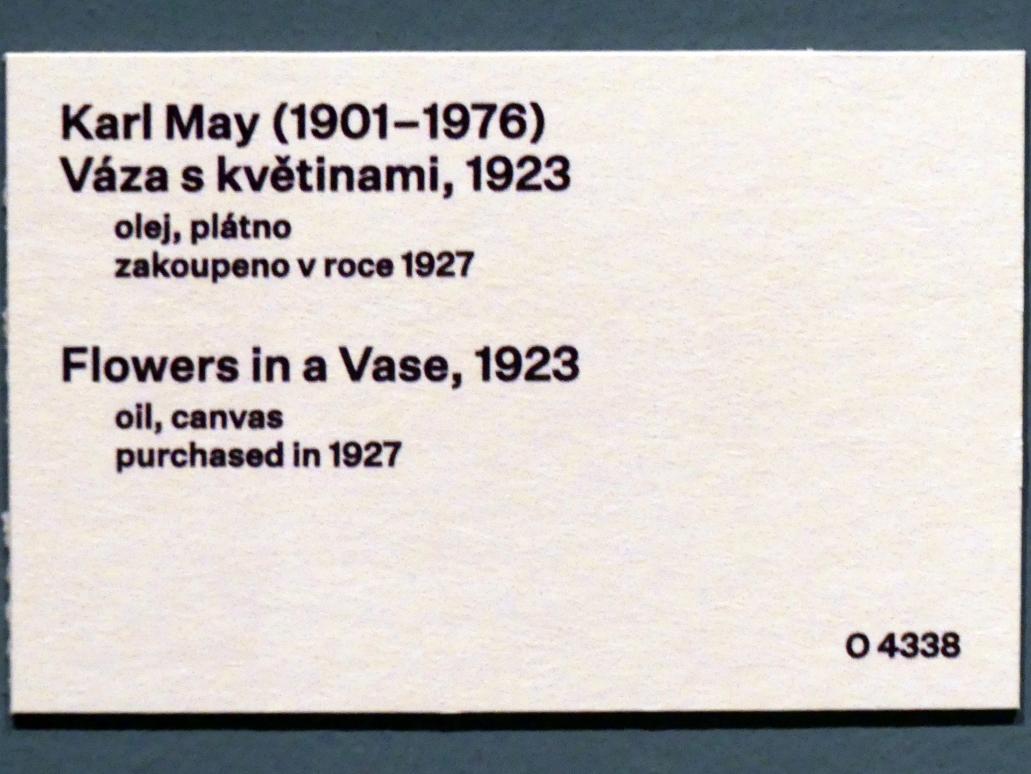 Karl May (1901–1976)
Váza s květinami, 1923
olej, plátno
zakoupeno v roce 1927
Flowers in a Vase, 1923
oil, canvas
purchased in 1927
O 4338